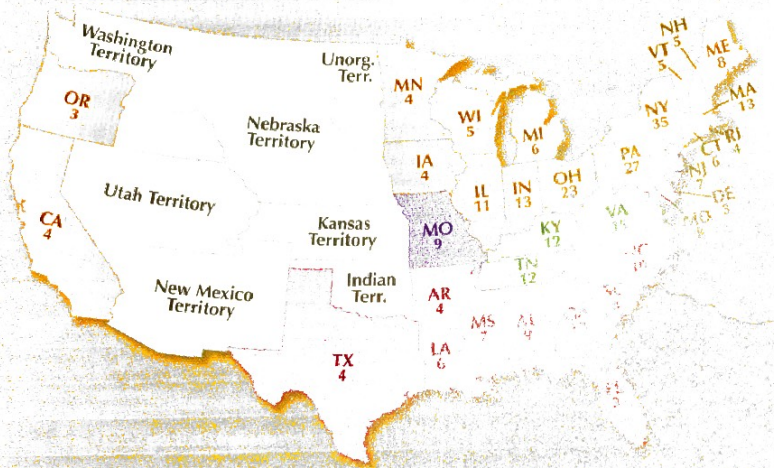 Washington
Territory
OR
3
Unorg.
Terr.
Nebraska
Territory
Utah Territory
CA
4
Kansas
Territory
New Mexico
Territory
Indian
Terr.
TX
4
MN
4
WI
5
MI
6
IA
4
IL
11
IN
13
OH
23
PA
27
NY
35
VT
5
NH
5
ME
8
MA
13
RI
4
CT
6
NJ
7
DE
3
MO
9
KY
12
VA
TN
12
AR
4
MS
7
LA
6